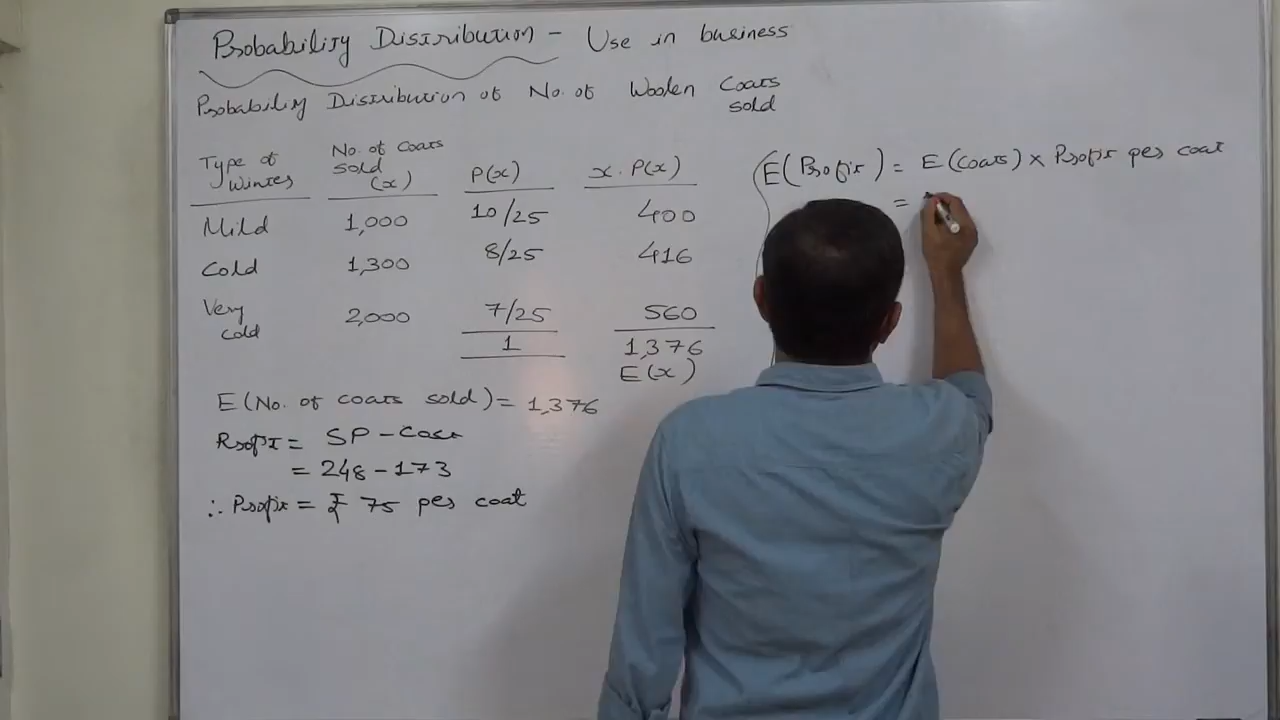 Probability Distribution - Use in business
Probability Distribution of No. of Woolen Coats sold
Type of Winter No. of coats sold (x) P(x) x. P(x)
Mild 1,000 10/25 400
Cold 1,300 8/25 416
Very cold 2,000 7/25 560
1 1,376
E(x)
E(No. of coats sold) = 1,376
Profit = SP - Cost
= 248 - 173
∴ Profit = ₹ 75 per coat
E(Profit) = E(Coats) × Profit per coat
=